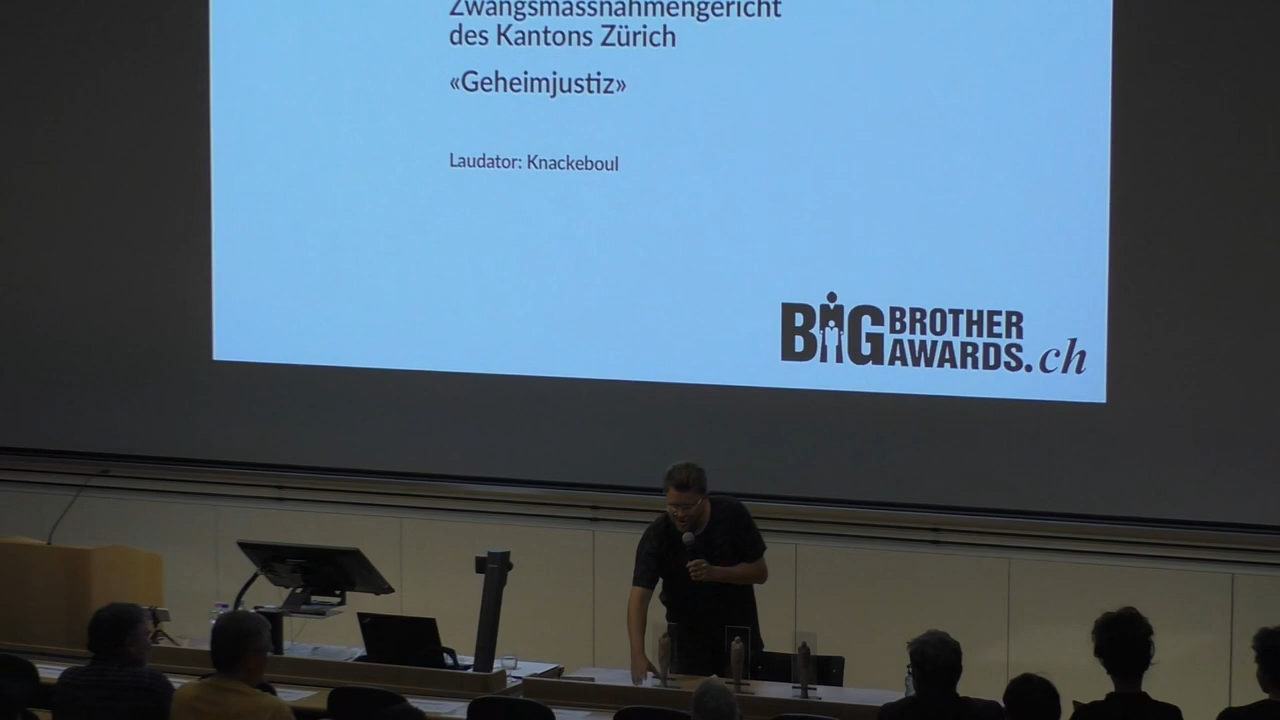 Zwangsmassnahmengericht
des Kantons Zürich
«Geheimjustiz»
Laudator: Knackeboul
BIG BROTHER
AWARDS.ch